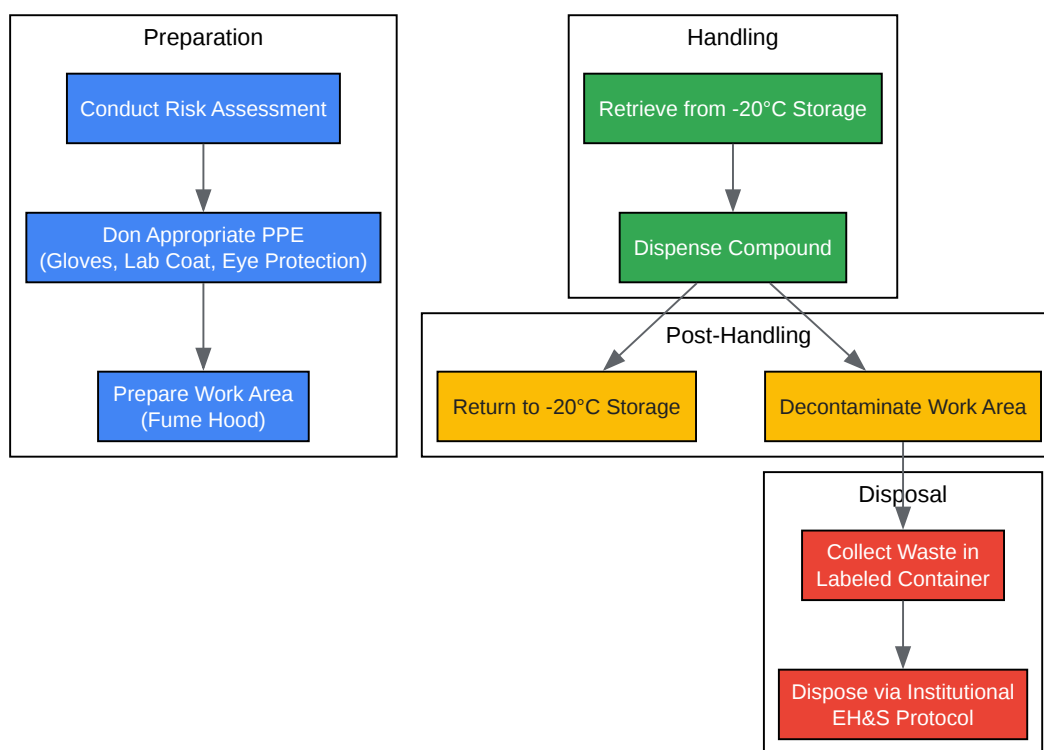 Preparation
Conduct Risk Assessment
Don Appropriate PPE
(Gloves, Lab Coat, Eye Protection)
Prepare Work Area
(Fume Hood)
Handling
Retrieve from -20°C Storage
Dispense Compound
Post-Handling
Return to -20°C Storage
Decontaminate Work Area
Disposal
Collect Waste in
Labeled Container
Dispose via Institutional
EH&S Protocol